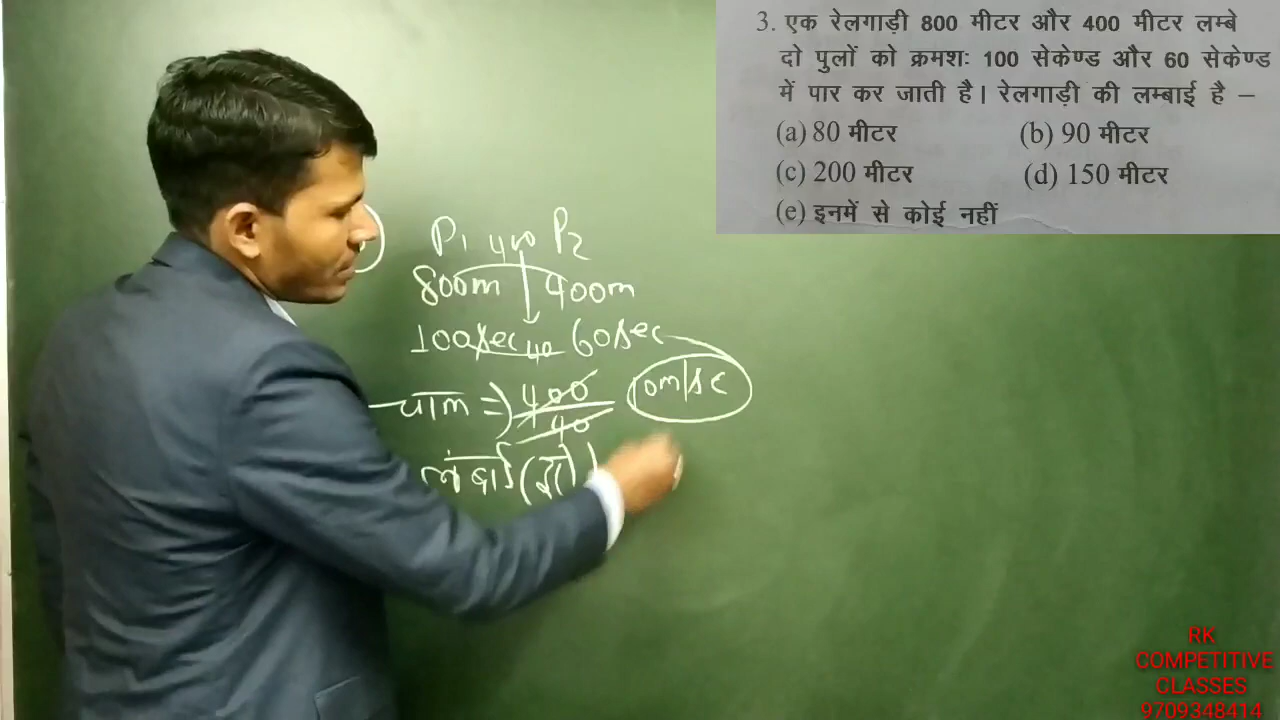 3. एक रेलगाड़ी 800 मीटर और 400 मीटर लम्बे
दो पुलों को क्रमशः 100 सेकेण्ड और 60 सेकेण्ड
में पार कर जाती है। रेलगाड़ी की लम्बाई है –
(a) 80 मीटर (b) 90 मीटर
(c) 200 मीटर (d) 150 मीटर
(e) इनमें से कोई नहीं
P1 400 P2
800m 400m
100sec 40 60sec
चाल =) 400/40 10m/sc
लंबाई (ट्रे)
RK
COMPETITIVE
CLASSES
9709348414